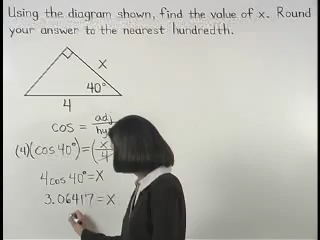 Using the diagram shown, find the value of x. Round
your answer to the nearest hundredth.
x
40°
4
cos = adj/
(4)(cos 40°)=(x/4
4cos 40°=x
3.06417=x